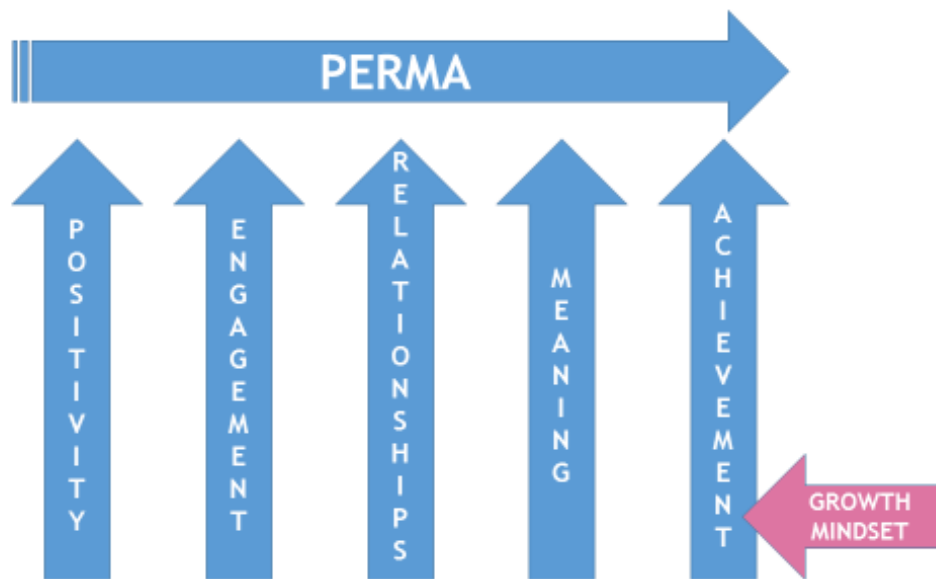 PERMA
POSITIVITY
ENGAGEMENT
RELATIONSHIPS
MEANING
ACHIEVEMENT
GROWTH
MINDSET